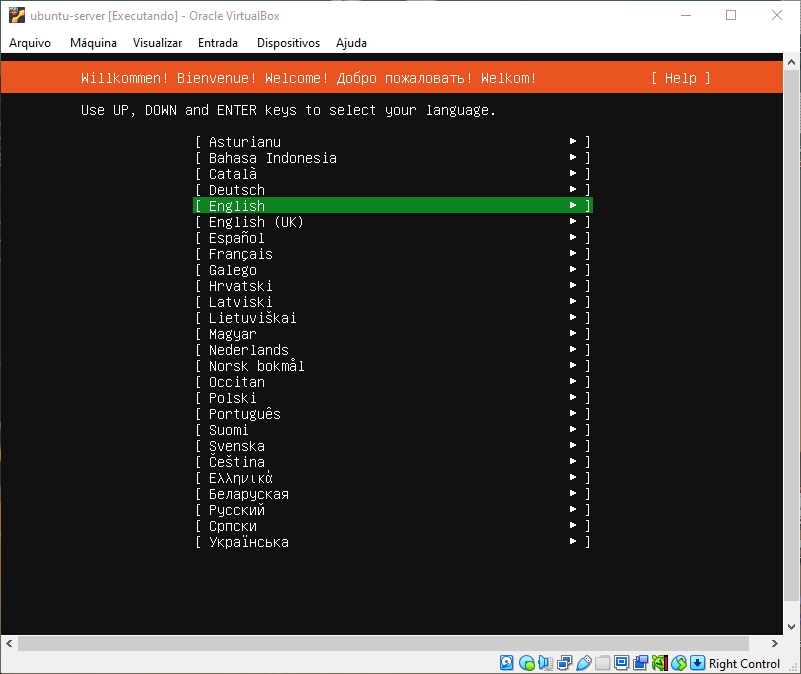 ubuntu-server [Executando] - Oracle VirtualBox
Arquivo Máquina Visualizar Entrada Dispositivos Ajuda
Willkommen! Bienvenue! Welcome! Добро пожаловать! Welkom! [ Help ]
Use UP, DOWN and ENTER keys to select your language.
[ Asturianu ► ]
[ Bahasa Indonesia ► ]
[ Català ► ]
[ Deutsch ► ]
[ English ► ]
[ English (UK) ► ]
[ Español ► ]
[ Français ► ]
[ Galego ► ]
[ Hrvatski ► ]
[ Latviski ► ]
[ Lietuviškai ► ]
[ Magyar ► ]
[ Nederlands ► ]
[ Norsk bokmål ► ]
[ Occitan ► ]
[ Polski ► ]
[ Português ► ]
[ Suomi ► ]
[ Svenska ► ]
[ Čeština ► ]
[ Ελληνικά ► ]
[ Беларуская ► ]
[ Русский ► ]
[ Српски ► ]
[ Українська ► ]
Right Control